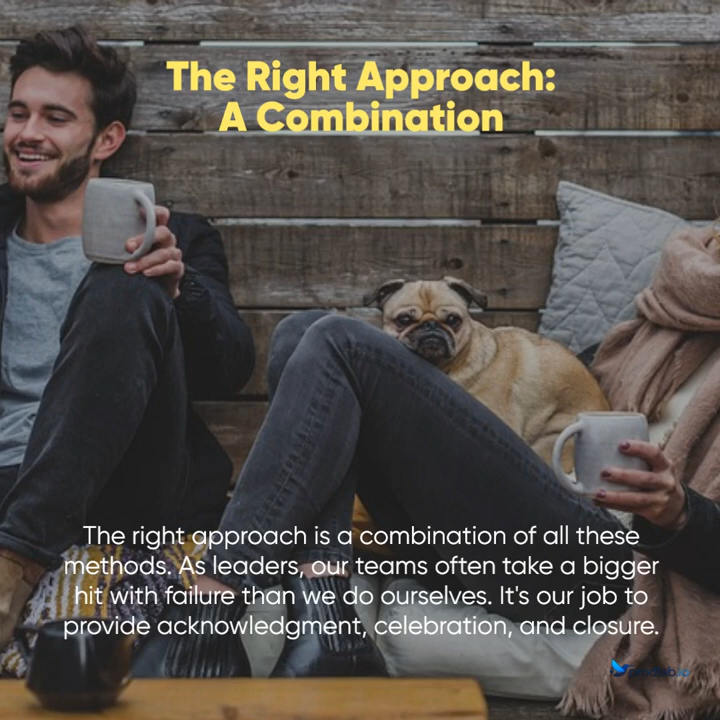 The Right Approach:
A Combination
The right approach is a combination of all these
methods. As leaders, our teams often take a bigger
hit with failure than we do ourselves. It's our job to
provide acknowledgment, celebration, and closure.